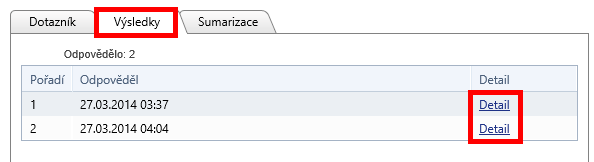 Dotazník Výsledky Sumarizace
Odpovědělo: 2
Pořadí Odpověděl Detail
1 27.03.2014 03:37 Detail
2 27.03.2014 04:04 Detail